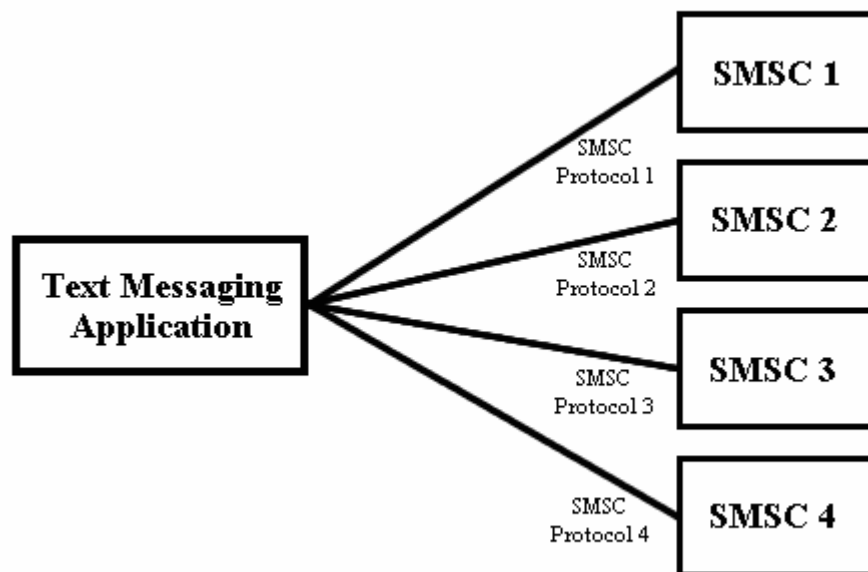 SMSC 1
SMSC
Protocol 1
SMSC 2
Text Messaging
Application
SMSC
Protocol 2
SMSC 3
SMSC
Protocol 3
SMSC 4
SMSC
Protocol 4